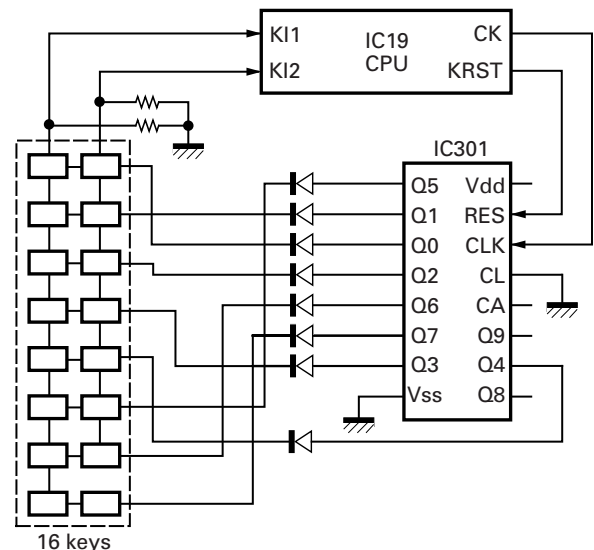 KI1
IC19
CK
KI2
CPU
KRST
IC301
Q5
Vdd
Q1
RES
Q0
CLK
Q2
CL
Q6
CA
Q7
Q9
Q3
Q4
Vss
Q8
16 keys